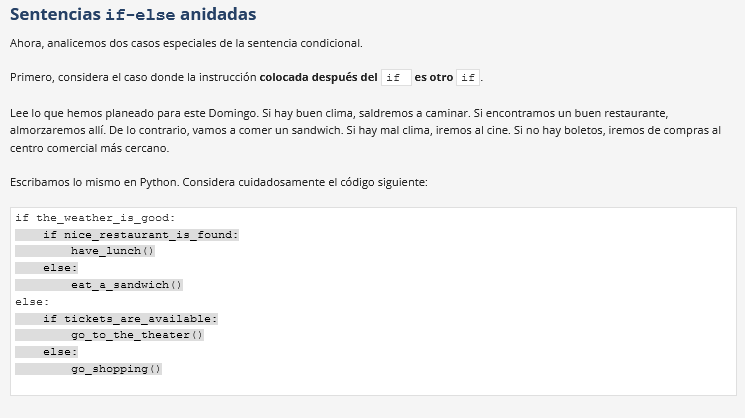 Sentencias if-else anidadas
Ahora, analicemos dos casos especiales de la sentencia condicional.
Primero, considera el caso donde la instrucción colocada después del if es otro if.
Lee lo que hemos planeado para este Domingo. Si hay buen clima, saldremos a caminar. Si encontramos un buen restaurante,
almorzaremos allí. De lo contrario, vamos a comer un sandwich. Si hay mal clima, iremos al cine. Si no hay boletos, iremos de compras al
centro comercial más cercano.
Escribamos lo mismo en Python. Considera cuidadosamente el código siguiente:
if the_weather_is_good:
    if nice_restaurant_is_found:
        have_lunch()
    else:
        eat_a_sandwich()
else:
    if tickets_are_available:
        go_to_the_theater()
    else:
        go_shopping()